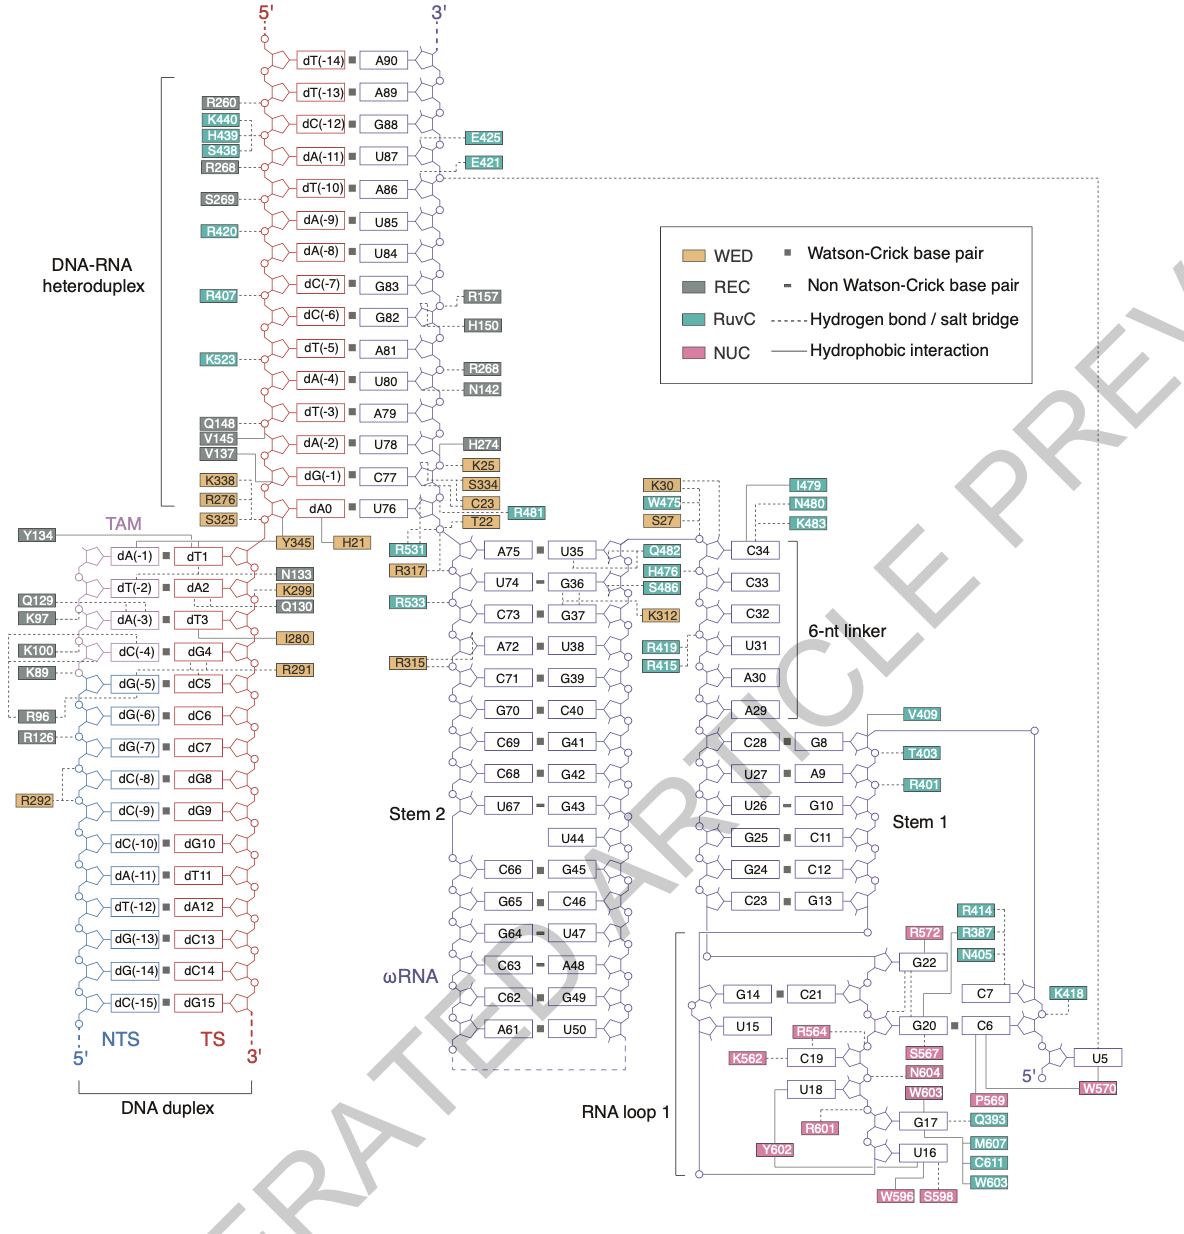 5' 3'
dT(-14) A90
dT(-13) A89
R260
K440 dC(-12) G88
H439 E425
S438 dA(-11) U87
R268 E421
dT(-10) A86
S269
dA(-9) U85
R420
dA(-8) U84
WED Watson-Crick base pair
DNA-RNA
heteroduplex
dC(-7) G83
REC Non Watson-Crick base pair
R407 R157
dC(-6) G82
RuvC Hydrogen bond / salt bridge
H150
dT(-5) A81
NUC Hydrophobic interaction
K523
R268
dA(-4) U80
N142
dT(-3) A79
Q148
V145 dA(-2) U78 H274
V137
K25
dG(-1) C77
K338 S334 K30 I479
R276 C23 W475 N480
dA0 U76 R481
S325 T22 S27 K483
TAM
Y134
Y345 H21
dA(-1) dT1 R531 A75 U35 Q482 C34
N133 R317 H476
dT(-2) dA2 K299 U74 G36 S486 C33
Q129 Q130 R533
K97 dA(-3) dT3 C73 G37 K312 C32
I280 6-nt linker
K100 dC(-4) dG4 A72 U38 R419 U31
R315 R415
K89 R291
dG(-5) dC5 C71 G39 A30
R96 dG(-6) dC6 G70 C40 A29 V409
R126
dG(-7) dC7 C69 G41 C28 G8
T403
dC(-8) dG8 C68 G42 U27 A9
R401
R292
dC(-9) dG9 U67 G43 U26 G10
Stem 2 Stem 1
dC(-10) dG10 U44 G25 C11
dA(-11) dT11 C66 G45 G24 C12
dT(-12) dA12 G65 C46 C23 G13
R414
dG(-13) dC13 G64 U47 R572 R387
N405
dG(-14) dC14 C63 A48 G22
ωRNA
dC(-15) dG15 C62 G49 G14 C21 C7 K418
A61 U50 U15 G20 C6
NTS TS R564
5' 3' K562 C19 S567 U5
N604 5'
U18 W603 W570
DNA duplex P569
RNA loop 1
R601 G17 Q393
Y602 M607
U16 C611
W603
W596 S598
ERATED ARTICLE PREV